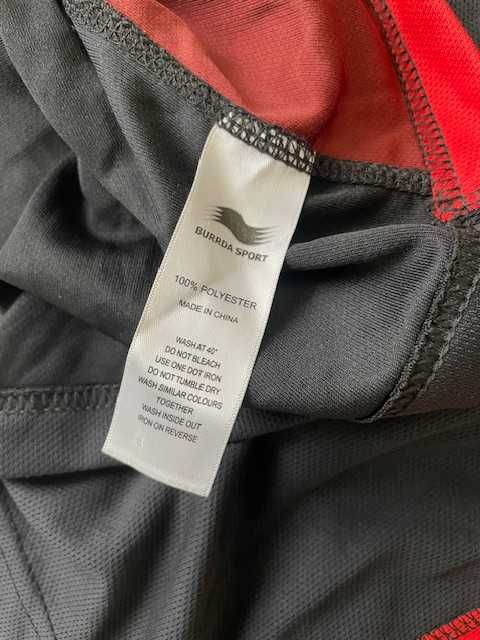 BURRDA SPORT
100% POLYESTER
MADE IN CHINA
WASH AT 40°
DO NOT BLEACH
USE ONE DOT IRON
DO NOT TUMBLE DRY
WASH SIMILAR COLOURS
TOGETHER
WASH INSIDE OUT
IRON ON REVERSE